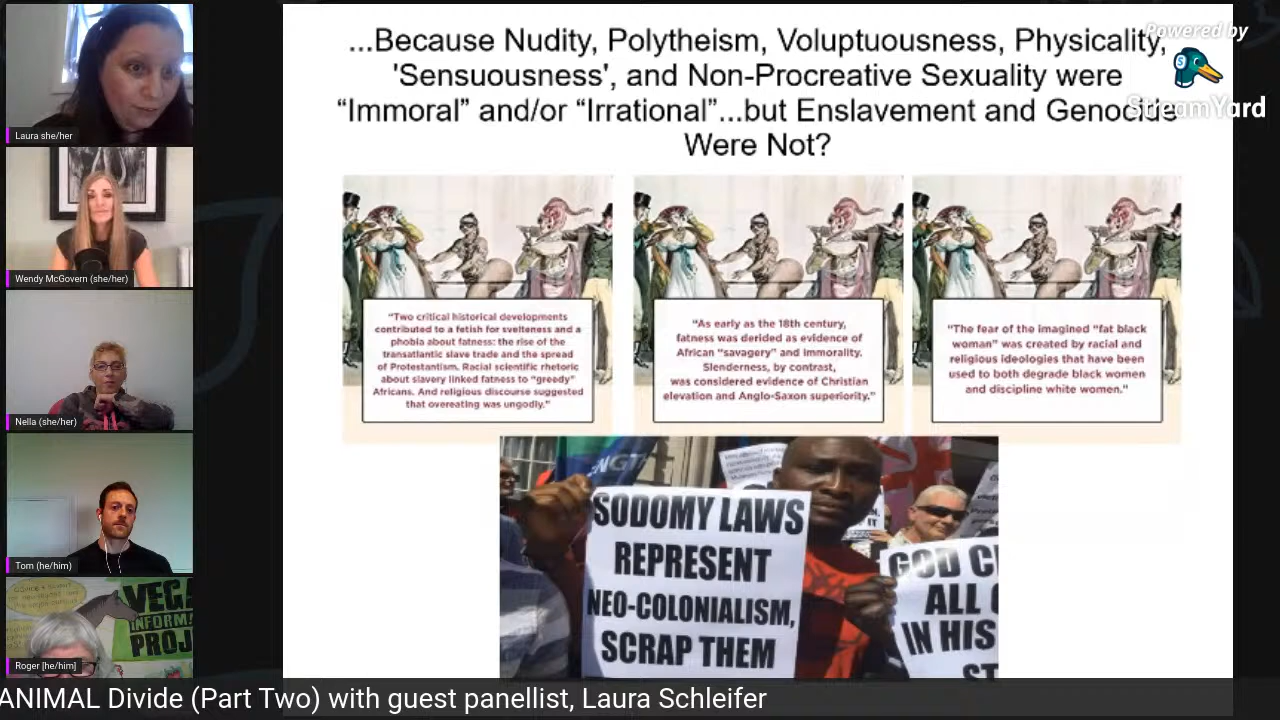 ...Because Nudity, Polytheism, Voluptuousness, Physicality,
'Sensuousness', and Non-Procreative Sexuality were
“Immoral” and/or “Irrational”...but Enslavement and Genocide
Were Not?
Powered by
StreamYard
Laura she/her
Wendy McGovern (she/her)
Nella (she/her)
Tom (he/him)
VEG
INFORM
PROJ
Roger [he/him]
“Two critical historical developments
contributed to a fetish for svelteness and a
phobia about fatness: the rise of the
transatlantic slave trade and the spread
of Protestantism. Racial scientific rhetoric
about slavery linked fatness to “greedy”
Africans. And religious discourse suggested
that overeating was ungodly.”
“As early as the 18th century,
fatness was derided as evidence of
African “savagery” and immorality.
Slenderness, by contrast,
was considered evidence of Christian
elevation and Anglo-Saxon superiority.”
“The fear of the imagined “fat black
woman” was created by racial and
religious ideologies that have been
used to both degrade black women
and discipline white women.”
SODOMY LAWS
REPRESENT
NEO-COLONIALISM,
SCRAP THEM
IT
GOD C
ALL
IN HIS
ST
ANIMAL Divide (Part Two) with guest panellist, Laura Schleifer